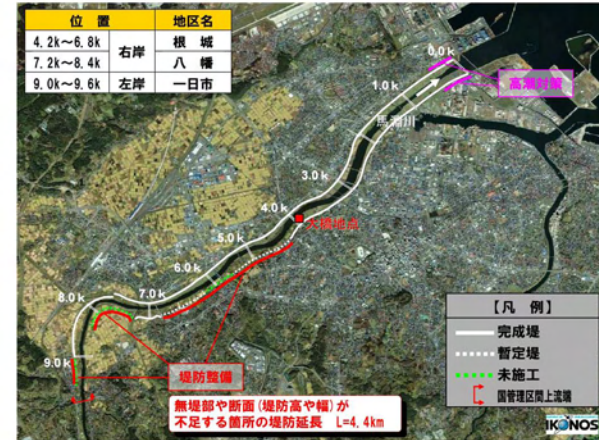 位 置 地区名
4.2k～6.8k 右岸 根 城
7.2k～8.4k 八 幡
9.0k～9.6k 左岸 一日市
0.0k
高潮対策
1.0k
馬淵川
3.0k
4.0k
大橋地点
5.0k
6.0k
7.0k
8.0k
9.0k
堤防整備
無堤部や断面(堤防高や幅)が
不足する箇所の堤防延長 L=4.4km
【凡 例】
完成堤
暫定堤
未施工
国管理区間上流端
IKONOS